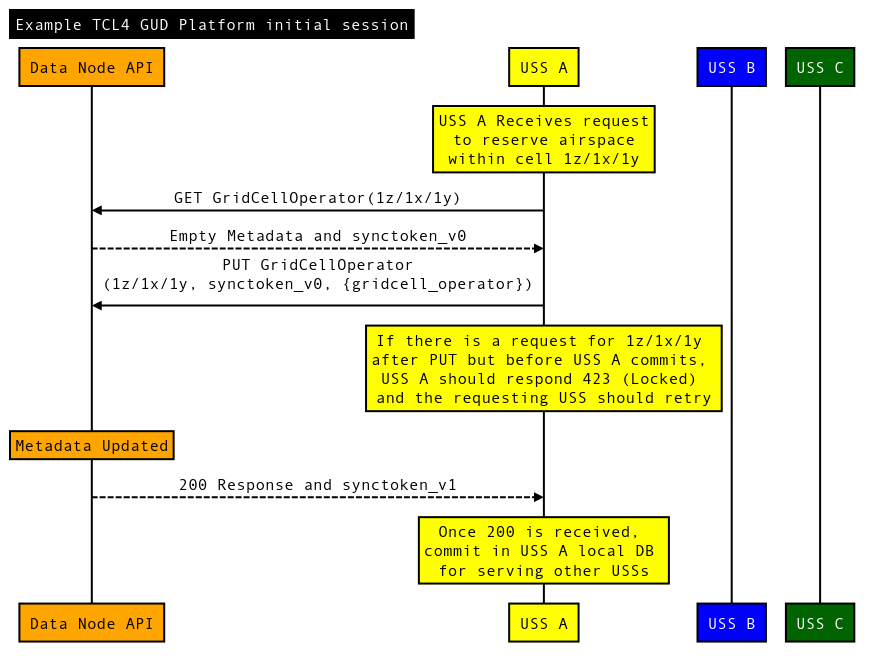 Example TCL4 GUD Platform initial session
Data Node API
USS A
USS B
USS C
USS A Receives request
to reserve airspace
within cell 1z/1x/1y
GET GridCellOperator(1z/1x/1y)
Empty Metadata and synctoken_v0
PUT GridCellOperator
(1z/1x/1y, synctoken_v0, {gridcell_operator})
If there is a request for 1z/1x/1y
after PUT but before USS A commits,
USS A should respond 423 (Locked)
and the requesting USS should retry
Metadata Updated
200 Response and synctoken_v1
Once 200 is received,
commit in USS A local DB
for serving other USSs
Data Node API
USS A
USS B
USS C